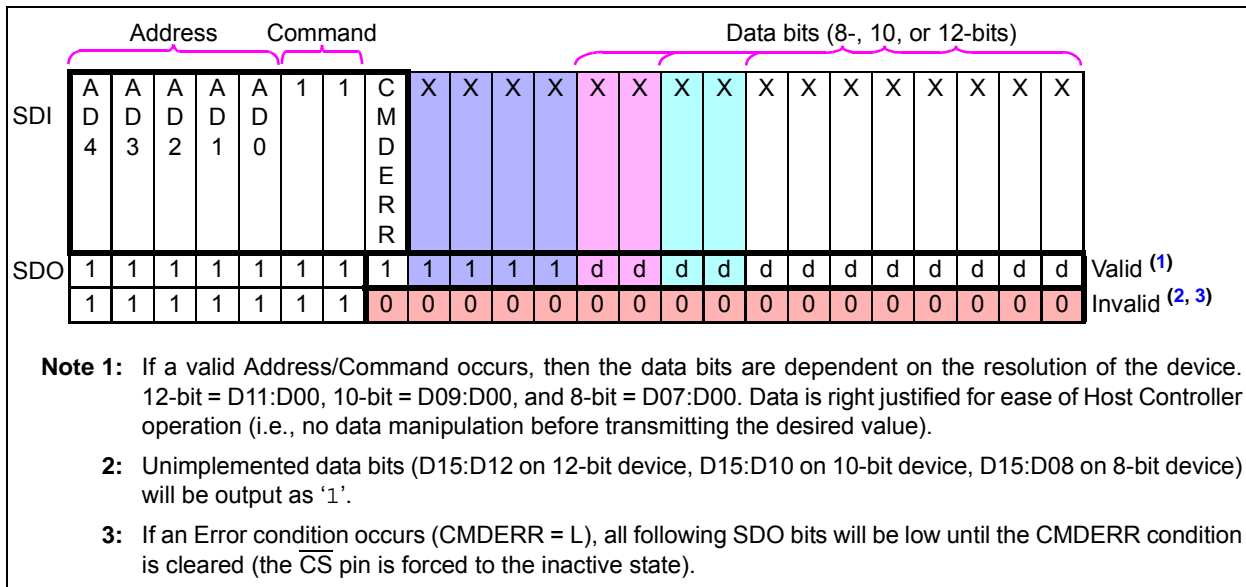 Address Command Data bits (8-, 10, or 12-bits)
SDI AD4 AD3 AD2 AD1 AD0 1 1 CMDERR X X X X X X X X X X X X X X X X
SDO 1 1 1 1 1 1 1 1 1 1 1 1 d d d d d d d d d d d d Valid (1)
1 1 1 1 1 1 1 0 0 0 0 0 0 0 0 0 0 0 0 0 0 0 0 0 Invalid (2, 3)
Note 1: If a valid Address/Command occurs, then the data bits are dependent on the resolution of the device.
12-bit = D11:D00, 10-bit = D09:D00, and 8-bit = D07:D00. Data is right justified for ease of Host Controller
operation (i.e., no data manipulation before transmitting the desired value).
2: Unimplemented data bits (D15:D12 on 12-bit device, D15:D10 on 10-bit device, D15:D08 on 8-bit device)
will be output as ‘1’.
3: If an Error condition occurs (CMDERR = L), all following SDO bits will be low until the CMDERR condition
is cleared (the C̅S̅ pin is forced to the inactive state).